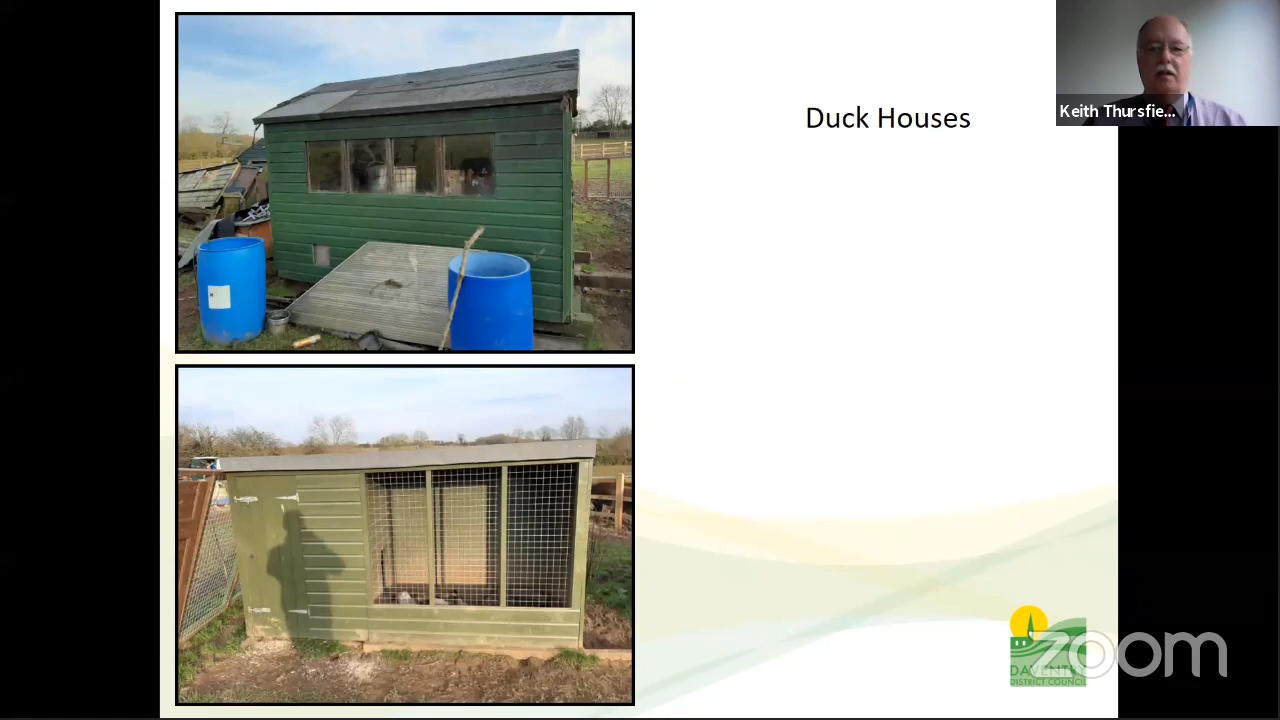 Duck Houses
Keith Thursfie...
DAVENTRY
DISTRICT COUNCIL
zoom